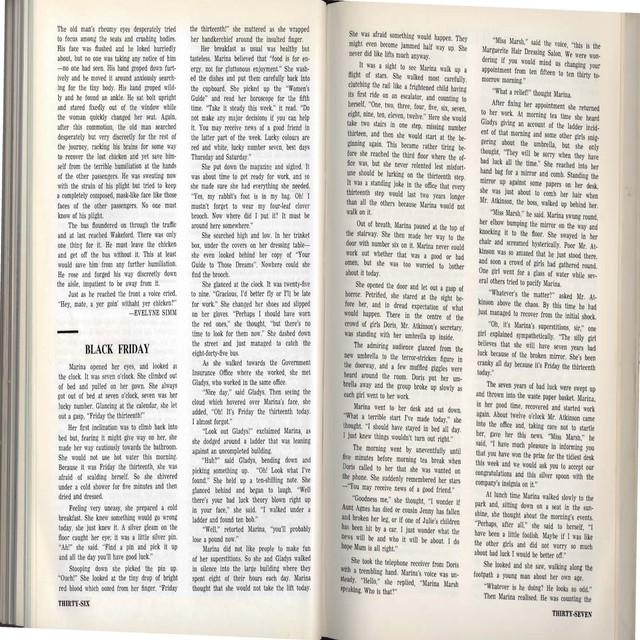 The old man's rheumy eyes desperately tried
to focus among the seats and crushing bodies.
His face was flushed and he looked hurriedly
about, but no one was taking any notice of him
—no one had seen. His hand groped down fur-
tively and he moved it around anxiously search-
ing for the tiny body. His hand groped wild-
ly and he found an ankle. He sat bolt upright
and stared fixedly out of the window while
the woman quickly changed her seat. Again,
after this commotion, the old man searched
desperately but very discreetly for the rest of
the journey, racking his brains for some way
to recover the lost chicken and yet save him-
self from the terrible humiliation at the hands
of the other passengers. He was sweating now
with the strain of his plight but tried to keep
a completely composed, mask-like face like those
faces of the other passengers. No one must
know of his plight.
The bus floundered on through the traffic
and at last reached Wakeford. There was only
one thing for it. He must leave the chicken
and get off the bus without it. This at least
would save him from any further humiliation.
He rose and forged his way discreetly down
the aisle, impatient to be away from it.
Just as he reached the front a voice cried,
"Hey, mate, a yer goin' withaht yer chicken?"
—EVELYNE SIMM
BLACK FRIDAY
Marina opened her eyes, and looked at
the clock. It was seven o'clock. She climbed out
of bed and pulled on her gown. She always
got out of bed at seven o'clock, seven was her
lucky number. Glancing at the calendar, she let
out a gasp, "Friday the thirteenth!"
Her first inclination was to climb back into
bed but, fearing it might give way on her, she
made her way cautiously towards the bathroom.
She would not use hot water this morning.
Because it was Friday the thirteenth, she was
afraid of scalding herself. So she shivered
under a cold shower for five minutes and then
dried and dressed.
Feeling very uneasy, she prepared a cold
breakfast. She knew something would go wrong
today, she just knew it. A silver gleam on the
floor caught her eye; it was a little silver pin.
"Ah!" she said. "Find a pin and pick it up
and all the day you'll have good luck."
Stooping down she picked the pin up.
"Ouch!" She looked at the tiny drop of bright
red blood which oozed from her finger, "Friday
THIRTY-SIX
the thirteenth!" she muttered as she wrapped
her handkerchief around the insulted finger.
Her breakfast as usual was healthy but
tasteless. Marina believed that "food is for en-
ergy, not for gluttonous enjoyment." She wash-
ed the dishes and put them carefully back into
the cupboard. She picked up the "Women's
Guide" and read her horoscope for the fifth
time. "Take it steady this week." it read. "Do
not make any major decisions if you can help
it. You may receive news of a good friend in
the latter part of the week. Lucky colours are
red and white, lucky number seven, best days
Thursday and Saturday."
She put down the magazine and sighed. It
was about time to get ready for work, and so
she made sure she had everything she needed.
"Yes, my rabbit's foot is in my bag. Oh! I
mustn't forget to wear my four-leaf clover
brooch. Now where did I put it? It must be
around here somewhere."
She searched high and low. In her trinket
box, under the covers on her dressing table—
she even looked behind her copy of "Your
Guide to Those Dreams". Nowhere could she
find the brooch.
She glanced at the clock. It was twenty-five
to nine. "Gracious, I'd better fly or I'll be late
for work." She changed her shoes and slipped
on her gloves. "Perhaps I should have worn
the red ones," she thought, "but there's no
time to look for them now." She dashed down
the street and just managed to catch the
eight-forty-five bus.
As she walked towards the Government
Insurance Office where she worked, she met
Gladys, who worked in the same office.
"Nice day," said Gladys. Then seeing the
cloud which hovered over Marina's face, she
added, "Oh! It's Friday the thirteenth today.
I almost forgot."
"Look out Gladys!" exclaimed Marina, as
she dodged around a ladder that was leaning
against an uncompleted building.
"Huh?" said Gladys, bending down and
picking something up. "Oh! Look what I've
found." She held up a ten-shilling note. She
glanced behind and began to laugh. "Well
there's your bad luck theory blown right up
in your face," she said. "I walked under a
ladder and found ten bob."
"Well," retorted Marina, "you'll probably
lose a pound now."
Marina did not like people to make fun
of her superstitions. So she and Gladys walked
in silence into the large building where they
spent eight of their hours each day. Marina
thought that she would not take the lift today.
She was afraid something would happen. They
might even become jammed half way up. She
never did like lifts much anyway.
It was a sight to see Marina walk up a
flight of stars. She walked most carefully,
clutching the rail like a frightened child having
its first ride on an escalator, and counting to
herself, "One, two, three, four, five, six, seven,
eight, nine, ten, eleven, twelve." Here she would
take two stairs in one step, missing number
thirteen, and then she would start at the be-
ginning again. This became rather tiring be-
fore she reached the third floor where the of-
fice was, but she never relented lest misfort-
une should be lurking on the thirteenth step.
It was a standing joke in the office that every
thirteenth step would last two years longer
than all the others because Marina would not
walk on it.
Out of breath, Marina paused at the top of
the stairway. She then made her way to the
door with number six on it. Marina never could
work out whether that was a good or bad
omen, but she was too worried to bother
about it today.
She opened the door and let out a gasp of
horror. Petrified, she stared at the sight be-
fore her, and in dread expectation of what
would happen. There in the centre of the
crowd of girls Doris, Mr. Atkinson's secretary,
was standing with her umbrella up inside.
The admiring audience glanced from the
new umbrella to the terror-stricken figure in
the doorway, and a few muffled giggles were
heard around the room. Doris put her um-
brella away and the group broke up slowly as
each girl went to her work.
Marina went to her desk and sat down.
"What a terrible start I've made today," she
thought. "I should have stayed in bed all day.
I just knew things wouldn't turn out right."
The morning went by uneventfully until
five minutes before morning tea break when
Doris called to her that she was wanted on
the phone. She suddenly remembered her stars
—"You may receive news of a good friend."
"Goodness me," she thought, "I wonder if
Aunt Agnes has died or cousin Jenny has fallen
and broken her leg, or if one of Julie's children
has been hit by a car. I just wonder what the
news will be and who it will be about. I do
hope Mum is all right."
She took the telephone receiver from Doris
with a trembling hand. Marina's voice was un-
steady. "Hello," she replied, "Marina Marsh
speaking. Who is that?"
"Miss Marsh," said the voice, "this is the
Marguerite Hair Dressing Salon. We were won-
dering if you would mind us changing your
appointment from ten fifteen to ten thirty to-
morrow morning."
"What a relief!" thought Marina.
After fixing her appointment she returned
to her work. At morning tea time she heard
Gladys giving an account of the ladder incid-
ent of that morning and some other girls snig-
gering about the umbrella, but she only
thought, "They will be sorry when they have
bad luck all the time." She reached into her
hand bag for a mirror and comb. Standing the
mirror up against some papers on her desk,
she was just about to comb her hair when
Mr. Atkinson, the boss, walked up behind her.
"Miss Marsh," he said. Marina swung round,
her elbow bumping the mirror on the way and
knocking it to the floor. She swayed in her
chair and screamed hysterically. Poor Mr. At-
kinson was so amazed that he just stood there,
and soon a crowd of girls had gathered round.
One girl went for a glass of water while sev-
eral others tried to pacify Marina.
"Whatever's the matter?" asked Mr. At-
kinson above the chaos. By this time he had
just managed to recover from the initial shock.
"Oh, it's Marina's superstitions, sir," one
girl explained sympathetically. "The silly girl
believes that she will have seven years bad
luck because of the broken mirror. She's been
cranky all day because it's Friday the thirteenth
today."
The seven years of bad luck were swept up
and thrown into the waste paper basket. Marina,
in her good time, recovered and started work
again. About twelve o'clock Mr. Atkinson came
into the office and, taking care not to startle
her, gave her this news. "Miss Marsh," he
said, "I have much pleasure in informing you
that you have won the prize for the tidiest desk
this week and we would ask you to accept our
congratulations and this silver spoon with the
company's insignia on it."
At lunch time Marina walked slowly to the
park and, sitting down on a seat in the sun-
shine, she thought about the morning's events.
"Perhaps, after all," she said to herself, "I
have been a little foolish. Maybe if I was like
the other girls and did not worry so much
about bad luck I would be better off."
She looked and she saw, walking along the
footpath a young man about her own age.
"Whatever is he doing? He looks so odd."
Then Marina realised. He was counting the
THIRTY-SEVEN